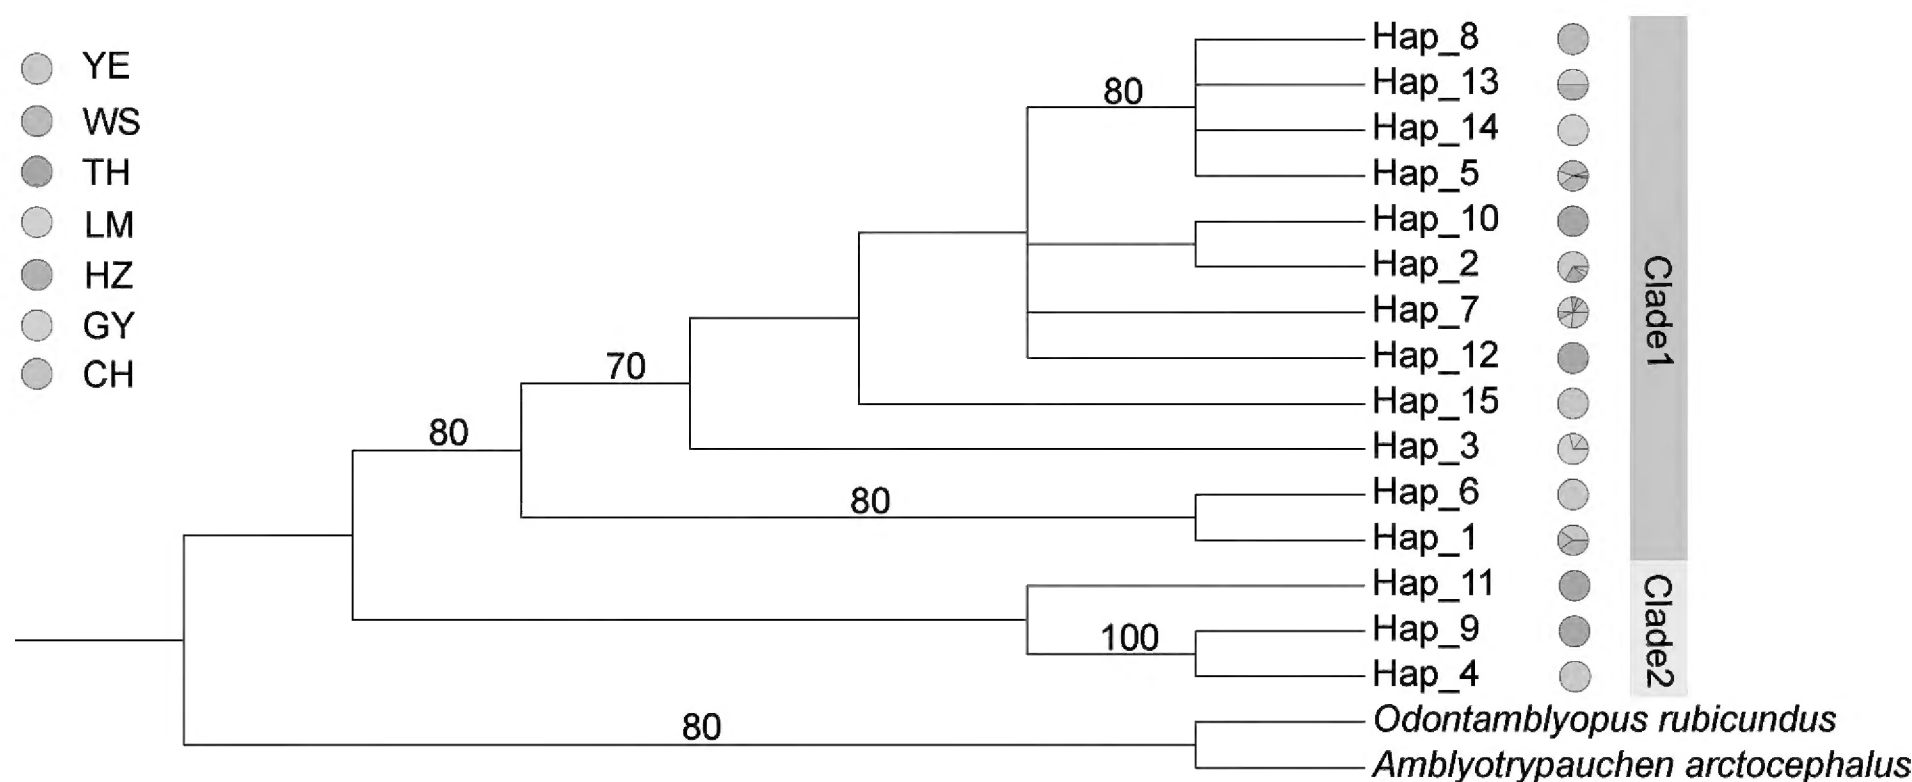 YE
WS
TH
LM
HZ
GY
CH
80
70
80
80
100
80
Hap_8
Hap_13
Hap_14
Hap_5
Hap_10
Hap_2
Hap_7
Hap_12
Hap_15
Hap_3
Hap_6
Hap_1
Hap_11
Hap_9
Hap_4
Odontamblyopus rubicundus
Amblyotrypauchen arctocephalus
Clade1
Clade2